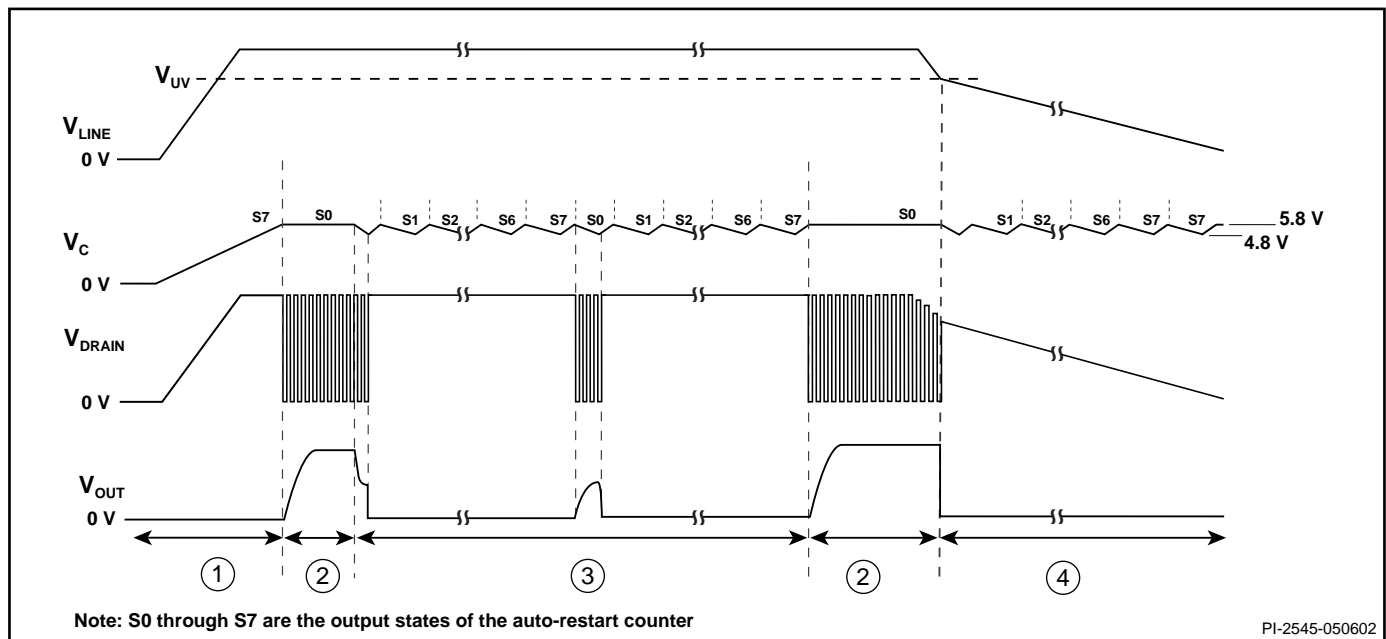 V_UV
V_LINE
0 V
S7 S0 S1 S2 S6 S7 S0 S1 S2 S6 S7 S0 S1 S2 S6 S7 S7
5.8 V
4.8 V
V_C
0 V
V_DRAIN
0 V
V_OUT
0 V
1 2 3 2 4
Note: S0 through S7 are the output states of the auto-restart counter
PI-2545-050602